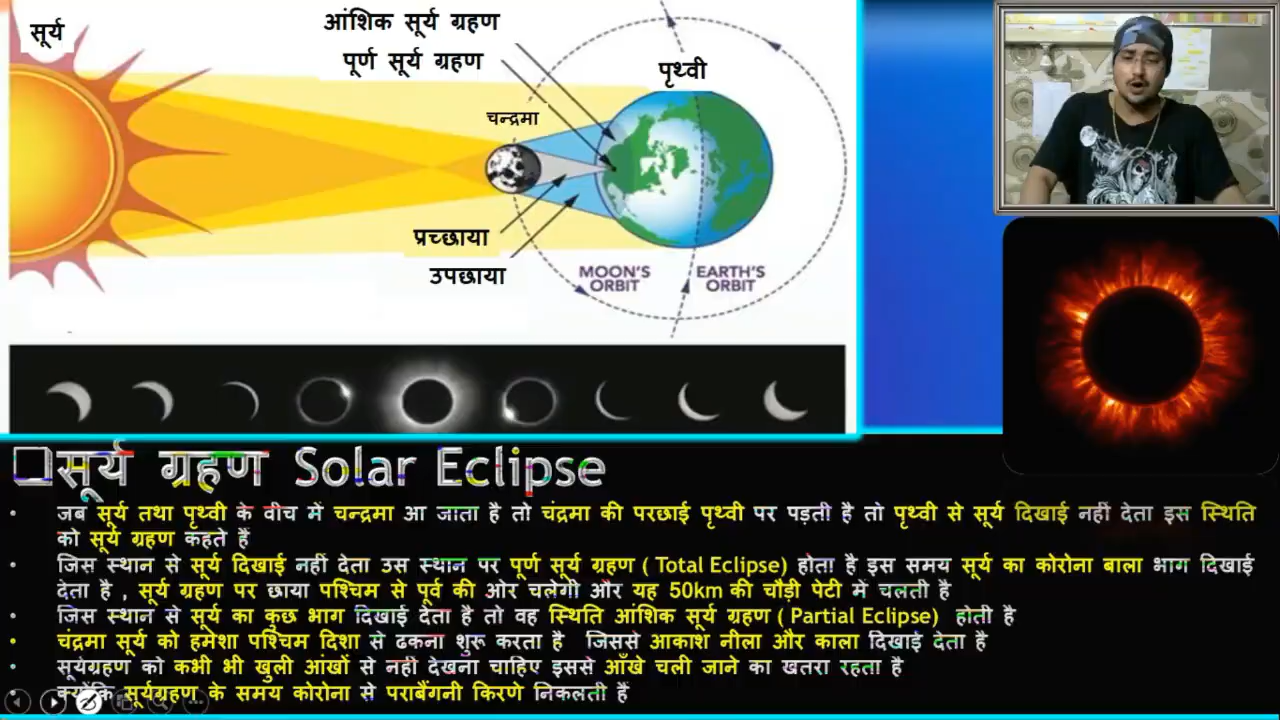 सूर्य
आंशिक सूर्य ग्रहण
पूर्ण सूर्य ग्रहण
पृथ्वी
चन्द्रमा
प्रच्छाया
उपछाया
MOON'S
ORBIT
EARTH'S
ORBIT
❑सूर्य ग्रहण Solar Eclipse
• जब सूर्य तथा पृथ्वी के वीच में चन्द्रमा आ जाता है तो चंद्रमा की परछाई पृथ्वी पर पड़ती है तो पृथ्वी से सूर्य दिखाई नहीं देता इस स्थिति
को सूर्य ग्रहण कहते हैं
• जिस स्थान से सूर्य दिखाई नहीं देता उस स्थान पर पूर्ण सूर्य ग्रहण ( Total Eclipse) होता है इस समय सूर्य का कोरोना बाला भाग दिखाई
देता है , सूर्य ग्रहण पर छाया पश्चिम से पूर्व की ओर चलेगी और यह 50km की चौड़ी पेटी में चलती है
• जिस स्थान से सूर्य का कुछ भाग दिखाई देता है तो वह स्थिति आंशिक सूर्य ग्रहण ( Partial Eclipse) होती है
• चंद्रमा सूर्य को हमेशा पश्चिम दिशा से ढकना शुरू करता है जिससे आकाश नीला और काला दिखाई देता है
• सूर्यग्रहण को कभी भी खुली आंखों से नही देखना चाहिए इससे आँखे चली जाने का खतरा रहता है
• क्योंकि सूर्यग्रहण के समय कोरोना से पराबैंगनी किरणे निकलती हैं